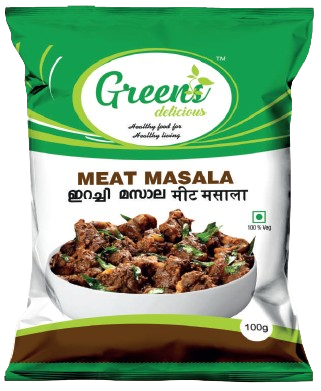 Greens
TM
delicious
Healthy food for
Healthy living
MEAT MASALA
ഇറച്ചി മസാല मीट मसाला
100% Veg
100g